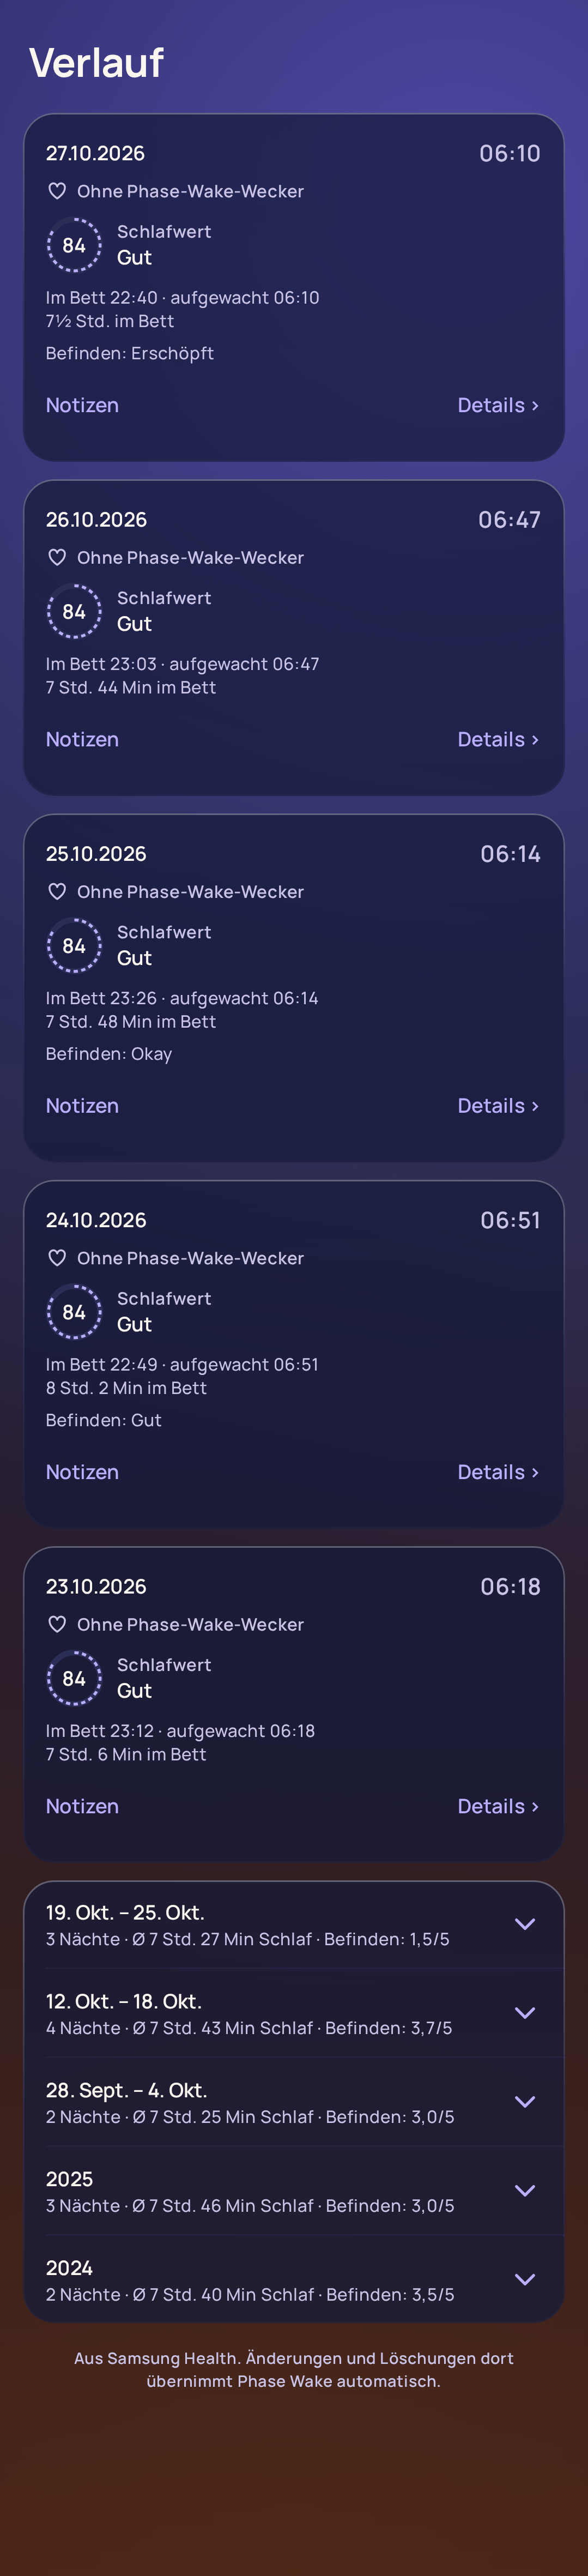 Verlauf
27.10.2026 06:10
Ohne Phase-Wake-Wecker
84 Schlafwert
Gut
Im Bett 22:40 · aufgewacht 06:10
7½ Std. im Bett
Befinden: Erschöpft
Notizen Details ›
26.10.2026 06:47
Ohne Phase-Wake-Wecker
84 Schlafwert
Gut
Im Bett 23:03 · aufgewacht 06:47
7 Std. 44 Min im Bett
Notizen Details ›
25.10.2026 06:14
Ohne Phase-Wake-Wecker
84 Schlafwert
Gut
Im Bett 23:26 · aufgewacht 06:14
7 Std. 48 Min im Bett
Befinden: Okay
Notizen Details ›
24.10.2026 06:51
Ohne Phase-Wake-Wecker
84 Schlafwert
Gut
Im Bett 22:49 · aufgewacht 06:51
8 Std. 2 Min im Bett
Befinden: Gut
Notizen Details ›
23.10.2026 06:18
Ohne Phase-Wake-Wecker
84 Schlafwert
Gut
Im Bett 23:12 · aufgewacht 06:18
7 Std. 6 Min im Bett
Notizen Details ›
19. Okt. – 25. Okt.
3 Nächte · Ø 7 Std. 27 Min Schlaf · Befinden: 1,5/5
12. Okt. – 18. Okt.
4 Nächte · Ø 7 Std. 43 Min Schlaf · Befinden: 3,7/5
28. Sept. – 4. Okt.
2 Nächte · Ø 7 Std. 25 Min Schlaf · Befinden: 3,0/5
2025
3 Nächte · Ø 7 Std. 46 Min Schlaf · Befinden: 3,0/5
2024
2 Nächte · Ø 7 Std. 40 Min Schlaf · Befinden: 3,5/5
Aus Samsung Health. Änderungen und Löschungen dort
übernimmt Phase Wake automatisch.